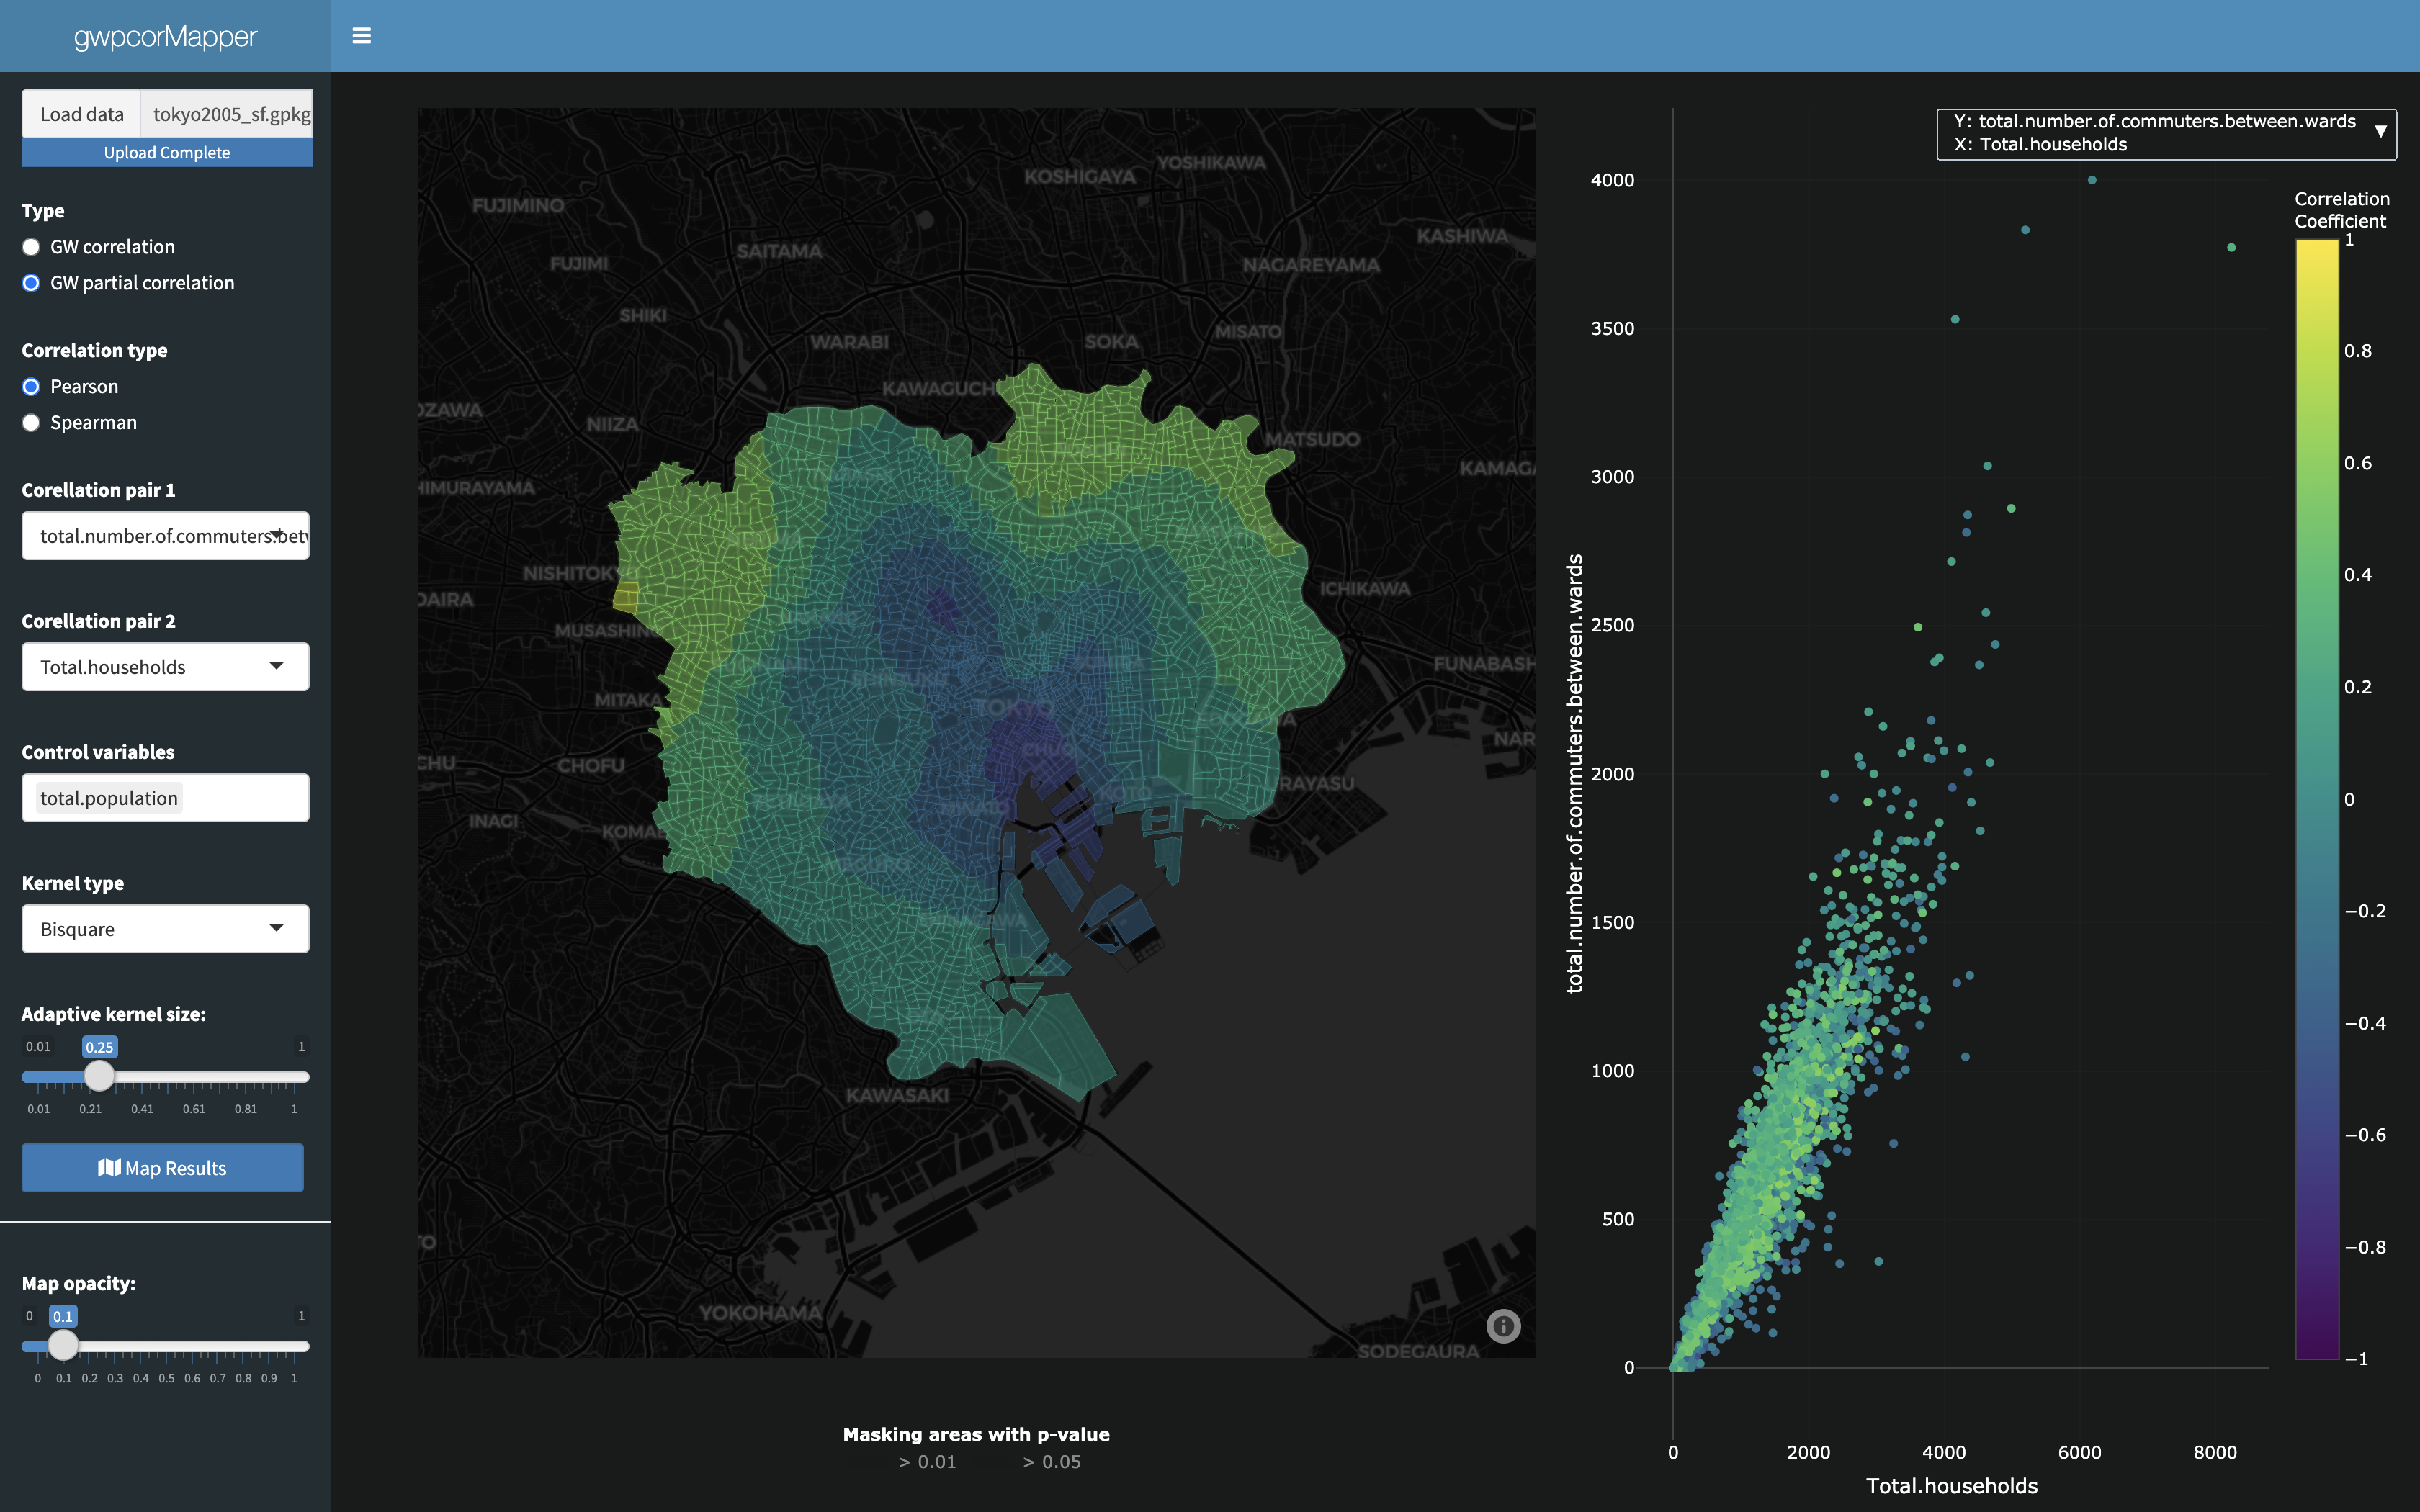 gwpcorMapper
Load data
tokyo2005_sf.gpkg
Upload Complete
Type
GW correlation
GW partial correlation
Correlation type
Pearson
Spearman
Corellation pair 1
total.number.of.commuters.betw
Corellation pair 2
Total.households
Control variables
total.population
Kernel type
Bisquare
Adaptive kernel size:
0.01
0.25
1
0.01
0.21
0.41
0.61
0.81
1
Map Results
Map opacity:
0
0.1
1
0
0.1
0.2
0.3
0.4
0.5
0.6
0.7
0.8
0.9
1
KOSHIGAYA
YOSHIKAWA
FUJIMINO
KASHIWA
SAITAMA
FUJIMI
NAGAREYAMA
SHIKI
MISATO
WARABI
SOKA
KAWAGUCH
OZAWA
NIIZA
MATSUDO
KAMAGA
HIMURAYAMA
NISHITOKY
ICHIKAWA
DAIRA
MUSASHINO
FUNABASH
MITAKA
TOKYO
NAR
CHUO
CHU
CHOFU
RAYASU
KOTO
INAGI
KOMAE
KAWASAKI
TO
YOKOHAMA
SODEGAURA
Masking areas with p-value
> 0.01
> 0.05
Y: total.number.of.commuters.between.wards
X: Total.households
▼
Correlation
Coefficient
1
0.8
0.6
0.4
0.2
0
−0.2
−0.4
−0.6
−0.8
−1
total.number.of.commuters.between.wards
4000
3500
3000
2500
2000
1500
1000
500
0
0
2000
4000
6000
8000
Total.households